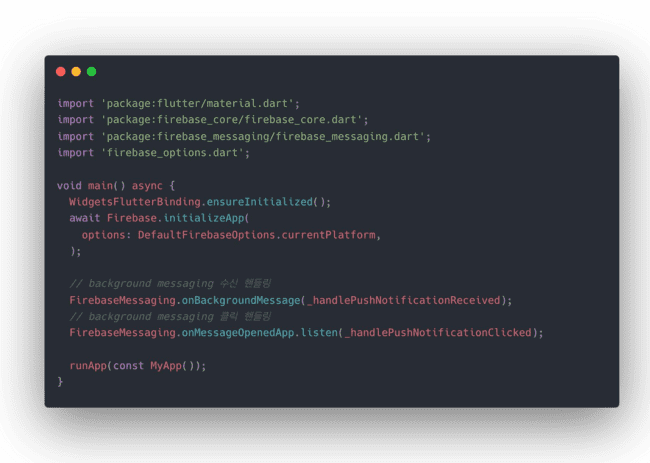 import 'package:flutter/material.dart';
import 'package:firebase_core/firebase_core.dart';
import 'package:firebase_messaging/firebase_messaging.dart';
import 'firebase_options.dart';
void main() async {
WidgetsFlutterBinding.ensureInitialized();
await Firebase.initializeApp(
options: DefaultFirebaseOptions.currentPlatform,
);
// background messaging 수신 핸들링
FirebaseMessaging.onBackgroundMessage(_handlePushNotificationReceived);
// background messaging 클릭 핸들링
FirebaseMessaging.onMessageOpenedApp.listen(_handlePushNotificationClicked);
runApp(const MyApp());
}